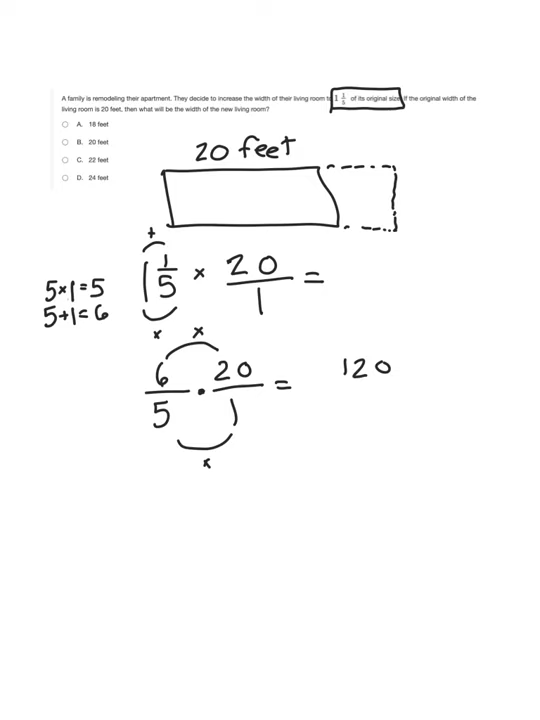 A family is remodeling their apartment. They decide to increase the width of their living room to 1 1/5 of its original size. If the original width of the
living room is 20 feet, then what will be the width of the new living room?
A. 18 feet
B. 20 feet
C. 22 feet
D. 24 feet
20 feet
+
1 1/5 × 20/1 =
5×1=5
5+1=6
x
x
6/5 · 20/1 = 120
x